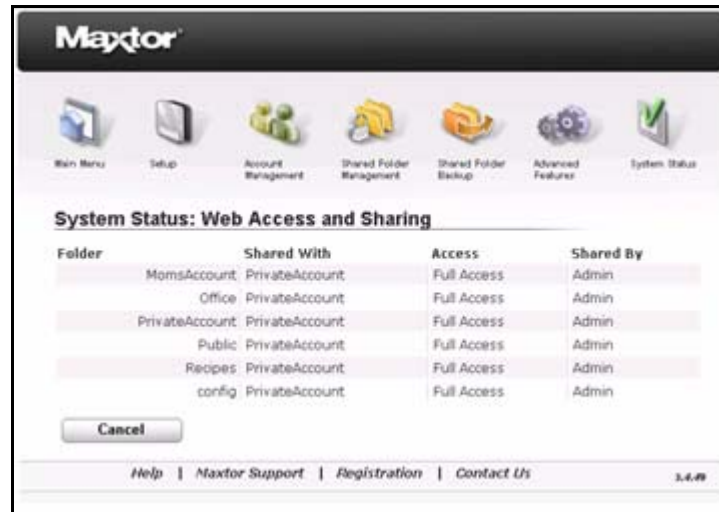 Maxtor
Main Menu
Setup
Account Management
Shared Folder Management
Shared Folder Backup
Advanced Features
System Status
System Status: Web Access and Sharing
Folder Shared With Access Shared By
MomsAccount PrivateAccount Full Access Admin
Office PrivateAccount Full Access Admin
PrivateAccount PrivateAccount Full Access Admin
Public PrivateAccount Full Access Admin
Recipes PrivateAccount Full Access Admin
config PrivateAccount Full Access Admin
Cancel
Help | Maxtor Support | Registration | Contact Us